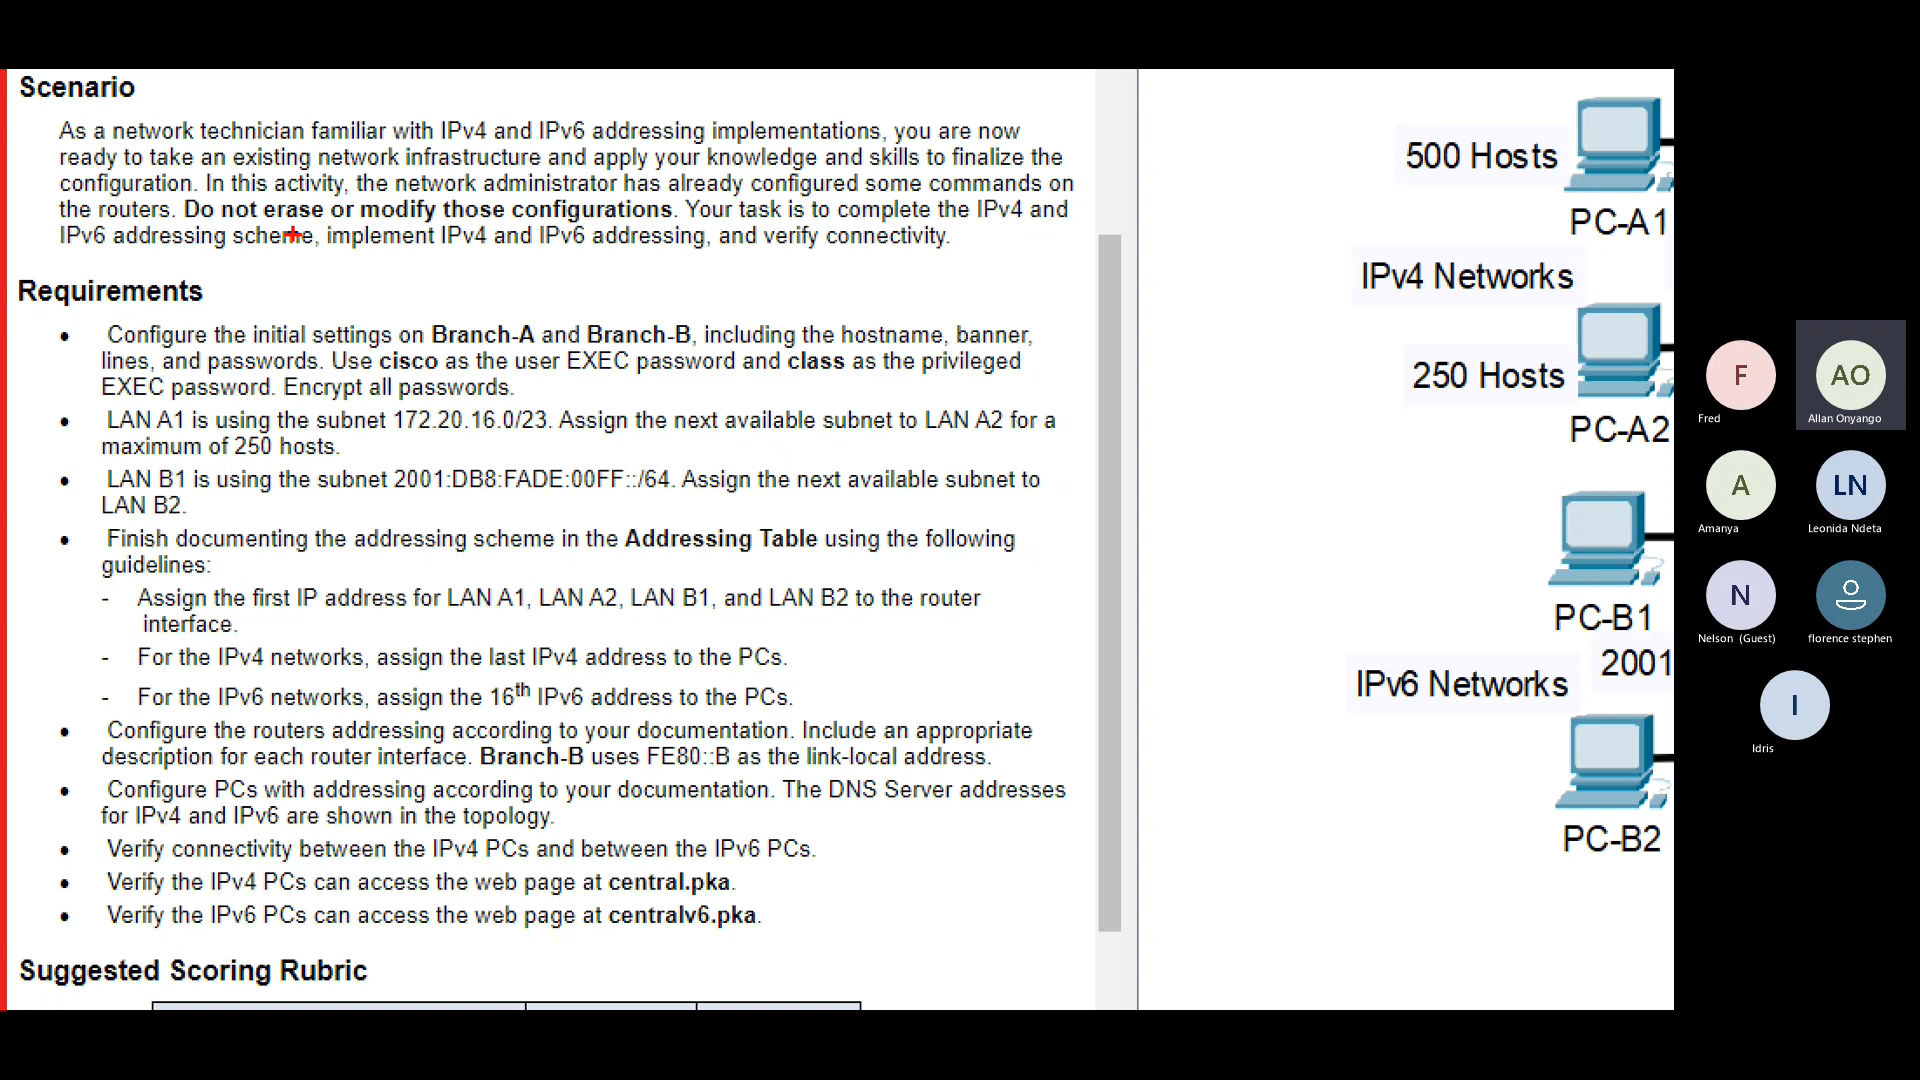 Scenario
As a network technician familiar with IPv4 and IPv6 addressing implementations, you are now
ready to take an existing network infrastructure and apply your knowledge and skills to finalize the
configuration. In this activity, the network administrator has already configured some commands on
the routers. Do not erase or modify those configurations. Your task is to complete the IPv4 and
IPv6 addressing scheme, implement IPv4 and IPv6 addressing, and verify connectivity.
Requirements
• Configure the initial settings on Branch-A and Branch-B, including the hostname, banner,
lines, and passwords. Use cisco as the user EXEC password and class as the privileged
EXEC password. Encrypt all passwords.
• LAN A1 is using the subnet 172.20.16.0/23. Assign the next available subnet to LAN A2 for a
maximum of 250 hosts.
• LAN B1 is using the subnet 2001:DB8:FADE:00FF::/64. Assign the next available subnet to
LAN B2.
• Finish documenting the addressing scheme in the Addressing Table using the following
guidelines:
- Assign the first IP address for LAN A1, LAN A2, LAN B1, and LAN B2 to the router
interface.
- For the IPv4 networks, assign the last IPv4 address to the PCs.
- For the IPv6 networks, assign the 16th IPv6 address to the PCs.
• Configure the routers addressing according to your documentation. Include an appropriate
description for each router interface. Branch-B uses FE80::B as the link-local address.
• Configure PCs with addressing according to your documentation. The DNS Server addresses
for IPv4 and IPv6 are shown in the topology.
• Verify connectivity between the IPv4 PCs and between the IPv6 PCs.
• Verify the IPv4 PCs can access the web page at central.pka.
• Verify the IPv6 PCs can access the web page at centralv6.pka.
Suggested Scoring Rubric
500 Hosts
PC-A1
IPv4 Networks
250 Hosts
PC-A2
PC-B1
2001
IPv6 Networks
PC-B2
F
Fred
AO
Allan Onyango
A
Amanya
LN
Leonida Ndeta
N
Nelson (Guest)
florence stephen
I
Idris